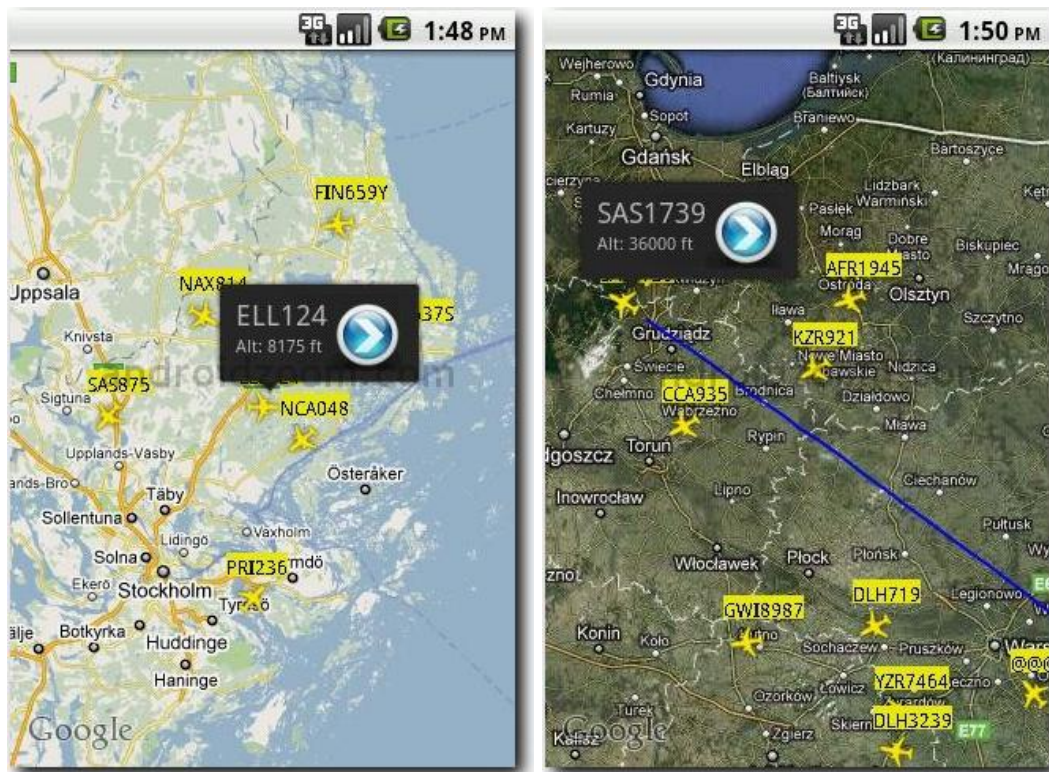 3G 1:48 PM
FIN659Y
Uppsala
NAX814
ELL124
Alt: 8175 ft
Knivsta
SAS875
Sigtuna
NCA048
Upplands-Väsby
Österåker
Täby
Sollentuna
Vaxholm
Lidingö
Solna
PRI236
Ekerö
Stockholm
Botkyrka
Huddinge
Haninge
Google
3G 1:50 PM
Wejherowo
Gdynia
(Калининград)
Rumia
Baltiysk
(Балтийск)
Sopot
Kartuzy
Braniewo
Gdańsk
Bartoszyce
Elbląg
Lidzbark
Warmiński
SAS1739
Alt: 36000 ft
Pasłęk
Morąg
Dobre
Miasto
Biskupiec
AFR1945
Ostróda
Olsztyn
Iława
Szczytno
Grudziądz
KZR921
Nowe Miasto
Świecie
Nidzica
Chełmno
CCA935
Brodnica
Działdowo
Wąbrzeźno
Mława
Toruń
Rypin
Ciechanów
Lipno
Inowrocław
Pułtusk
Włocławek
Płock
Płońsk
DLH719
Legionowo
GWI8987
Kutno
Konin
Koło
Sochaczew
Pruszków
YZR7464
Ozorków
Łowicz
Żyrardów
Turek
DLH3239
E77
Google
Zgierz
Kalisz